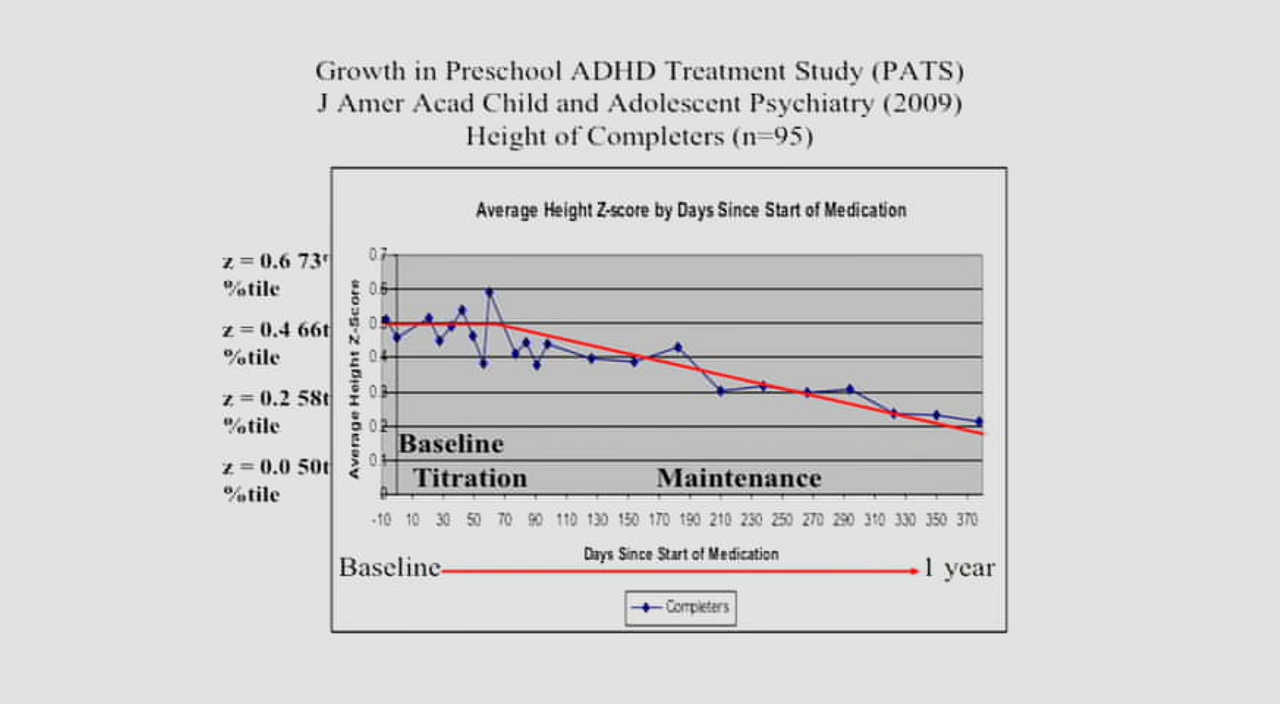 Growth in Preschool ADHD Treatment Study (PATS)
J Amer Acad Child and Adolescent Psychiatry (2009)
Height of Completers (n=95)
Average Height Z-score by Days Since Start of Medication
z = 0.6 73r
%tile
z = 0.4 66t
%tile
z = 0.2 58t
%tile
z = 0.0 50t
%tile
Average Height Z-Score
0.7
0.6
0.5
0.4
0.3
0.2
0.1
0
Baseline
Titration
Maintenance
-10 10 30 50 70 90 110 130 150 170 190 210 230 250 270 290 310 330 350 370
Days Since Start of Medication
Baseline 1 year
Completers